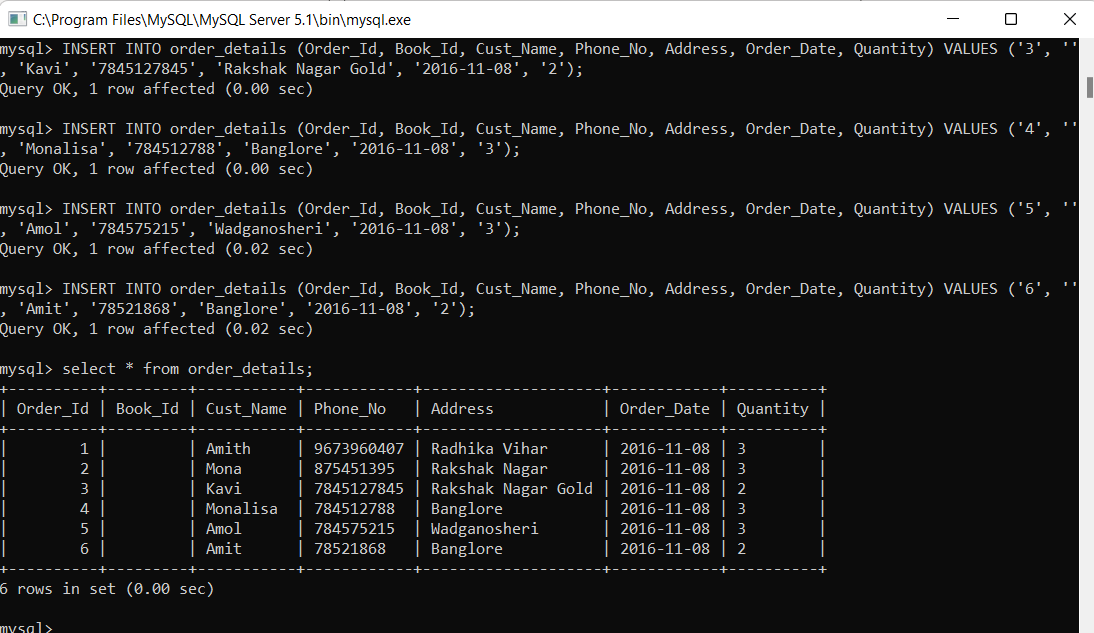 C:\Program Files\MySQL\MySQL Server 5.1\bin\mysql.exe
mysql> INSERT INTO order_details (Order_Id, Book_Id, Cust_Name, Phone_No, Address, Order_Date, Quantity) VALUES ('3', ''
, 'Kavi', '7845127845', 'Rakshak Nagar Gold', '2016-11-08', '2');
Query OK, 1 row affected (0.00 sec)
mysql> INSERT INTO order_details (Order_Id, Book_Id, Cust_Name, Phone_No, Address, Order_Date, Quantity) VALUES ('4', ''
, 'Monalisa', '784512788', 'Banglore', '2016-11-08', '3');
Query OK, 1 row affected (0.00 sec)
mysql> INSERT INTO order_details (Order_Id, Book_Id, Cust_Name, Phone_No, Address, Order_Date, Quantity) VALUES ('5', ''
, 'Amol', '784575215', 'Wadganosheri', '2016-11-08', '3');
Query OK, 1 row affected (0.02 sec)
mysql> INSERT INTO order_details (Order_Id, Book_Id, Cust_Name, Phone_No, Address, Order_Date, Quantity) VALUES ('6', ''
, 'Amit', '78521868', 'Banglore', '2016-11-08', '2');
Query OK, 1 row affected (0.02 sec)
mysql> select * from order_details;
+----------+---------+-----------+------------+--------------------+------------+----------+
| Order_Id | Book_Id | Cust_Name | Phone_No   | Address            | Order_Date | Quantity |
+----------+---------+-----------+------------+--------------------+------------+----------+
|        1 |         | Amith     | 9673960407 | Radhika Vihar      | 2016-11-08 | 3        |
|        2 |         | Mona      | 875451395  | Rakshak Nagar      | 2016-11-08 | 3        |
|        3 |         | Kavi      | 7845127845 | Rakshak Nagar Gold | 2016-11-08 | 2        |
|        4 |         | Monalisa  | 784512788  | Banglore           | 2016-11-08 | 3        |
|        5 |         | Amol      | 784575215  | Wadganosheri       | 2016-11-08 | 3        |
|        6 |         | Amit      | 78521868   | Banglore           | 2016-11-08 | 2        |
+----------+---------+-----------+------------+--------------------+------------+----------+
6 rows in set (0.00 sec)
mysql>